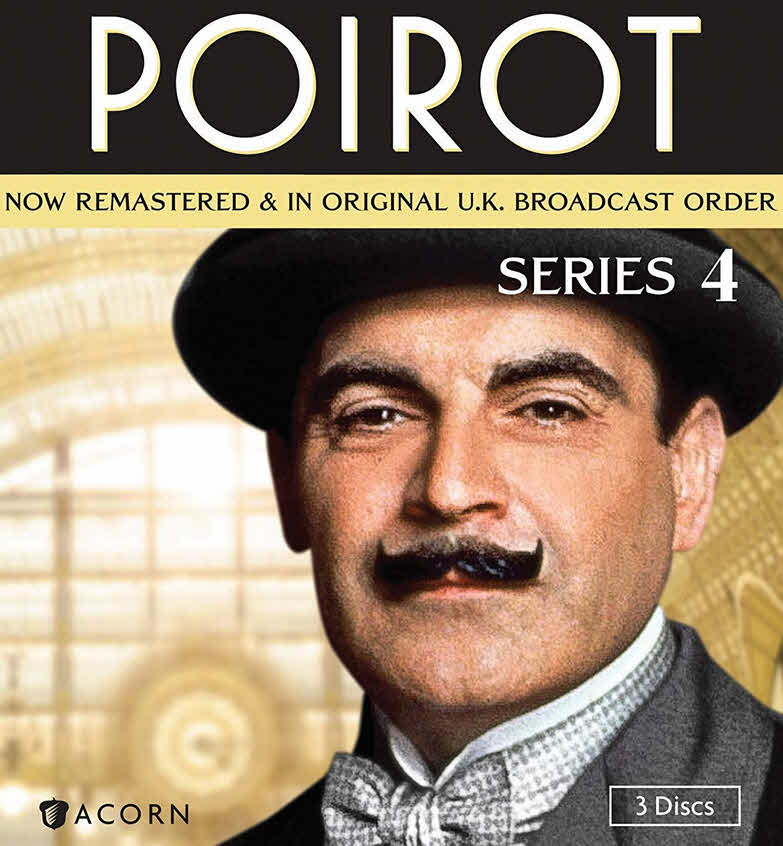 POIROT
NOW REMASTERED & IN ORIGINAL U.K. BROADCAST ORDER
SERIES 4
ACORN
3 Discs